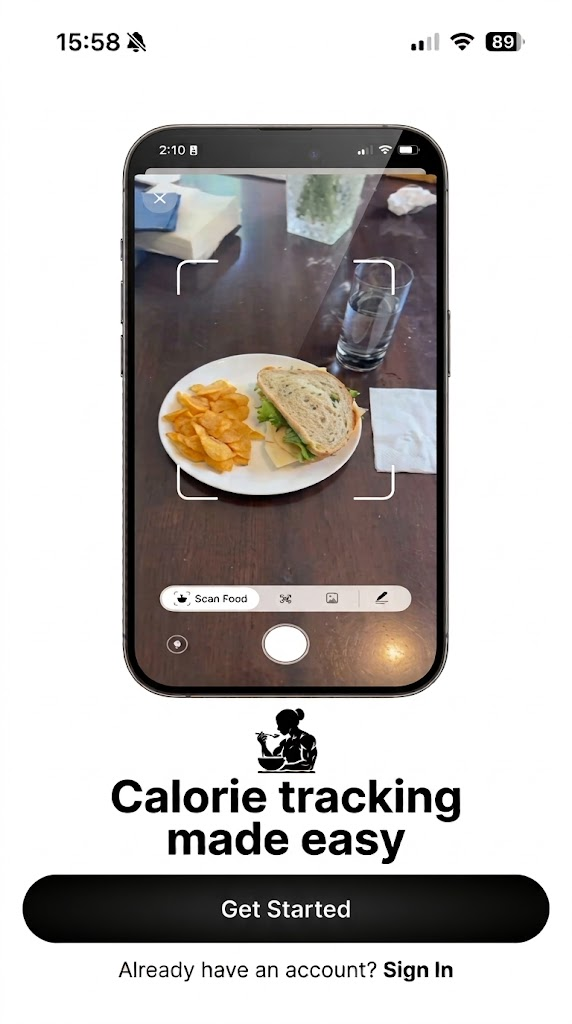 15:58
89
2:10
Scan Food
Calorie tracking
made easy
Get Started
Already have an account? Sign In